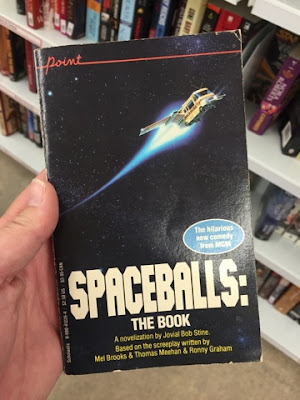 point
The hilarious
new comedy
from MGM
SPACEBALLS:
THE BOOK
A novelization by Jovial Bob Stine.
Based on the screenplay written by
Mel Brooks & Thomas Meehan & Ronny Graham
Scholastic